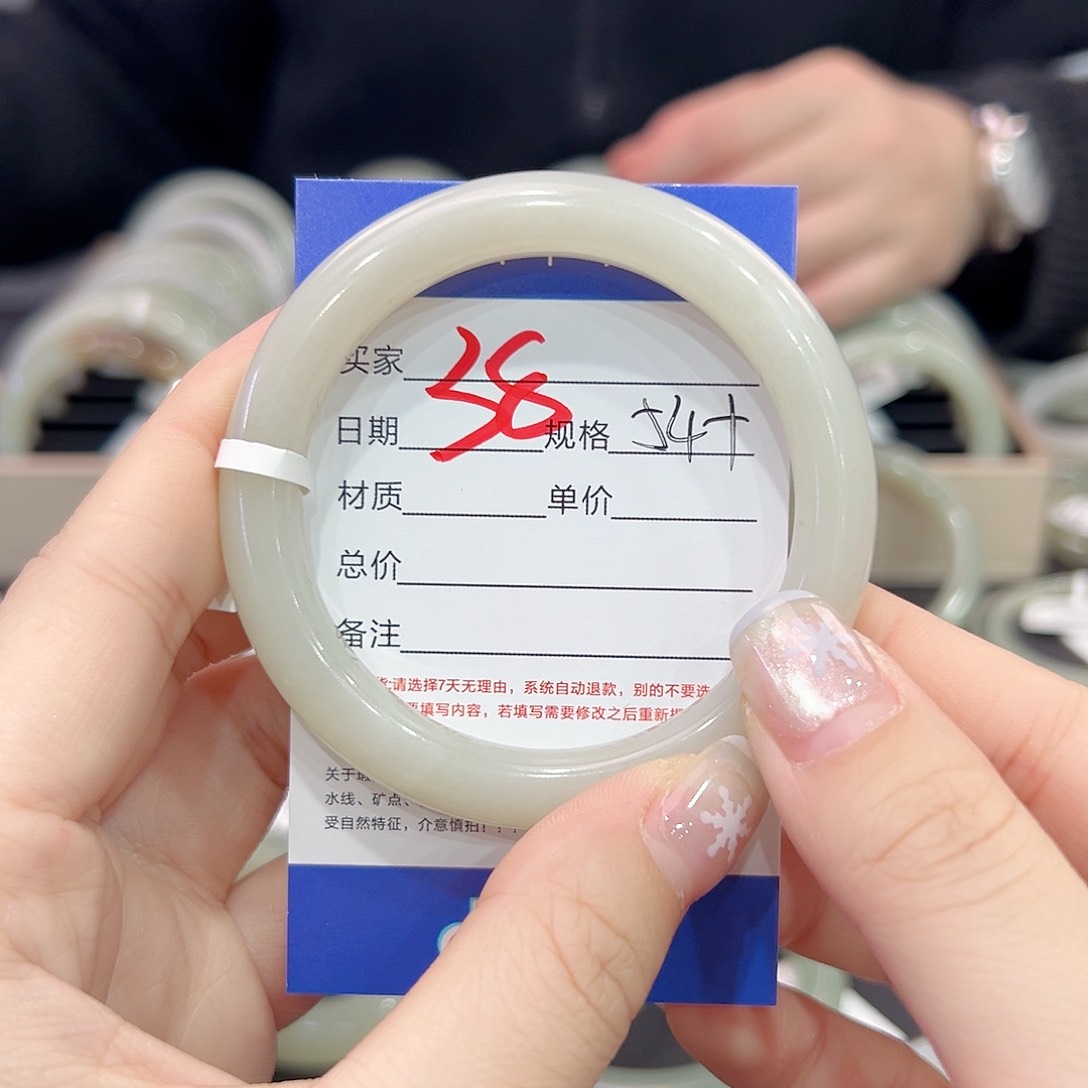 买家
38
日期 规格 54+
材质 单价
总价
备注
货:请选择7天无理由，系统自动退款，别的不要选
要填写内容，若填写需要修改之后重新
关于
水线、矿点、
受自然特征，介意慎拍！